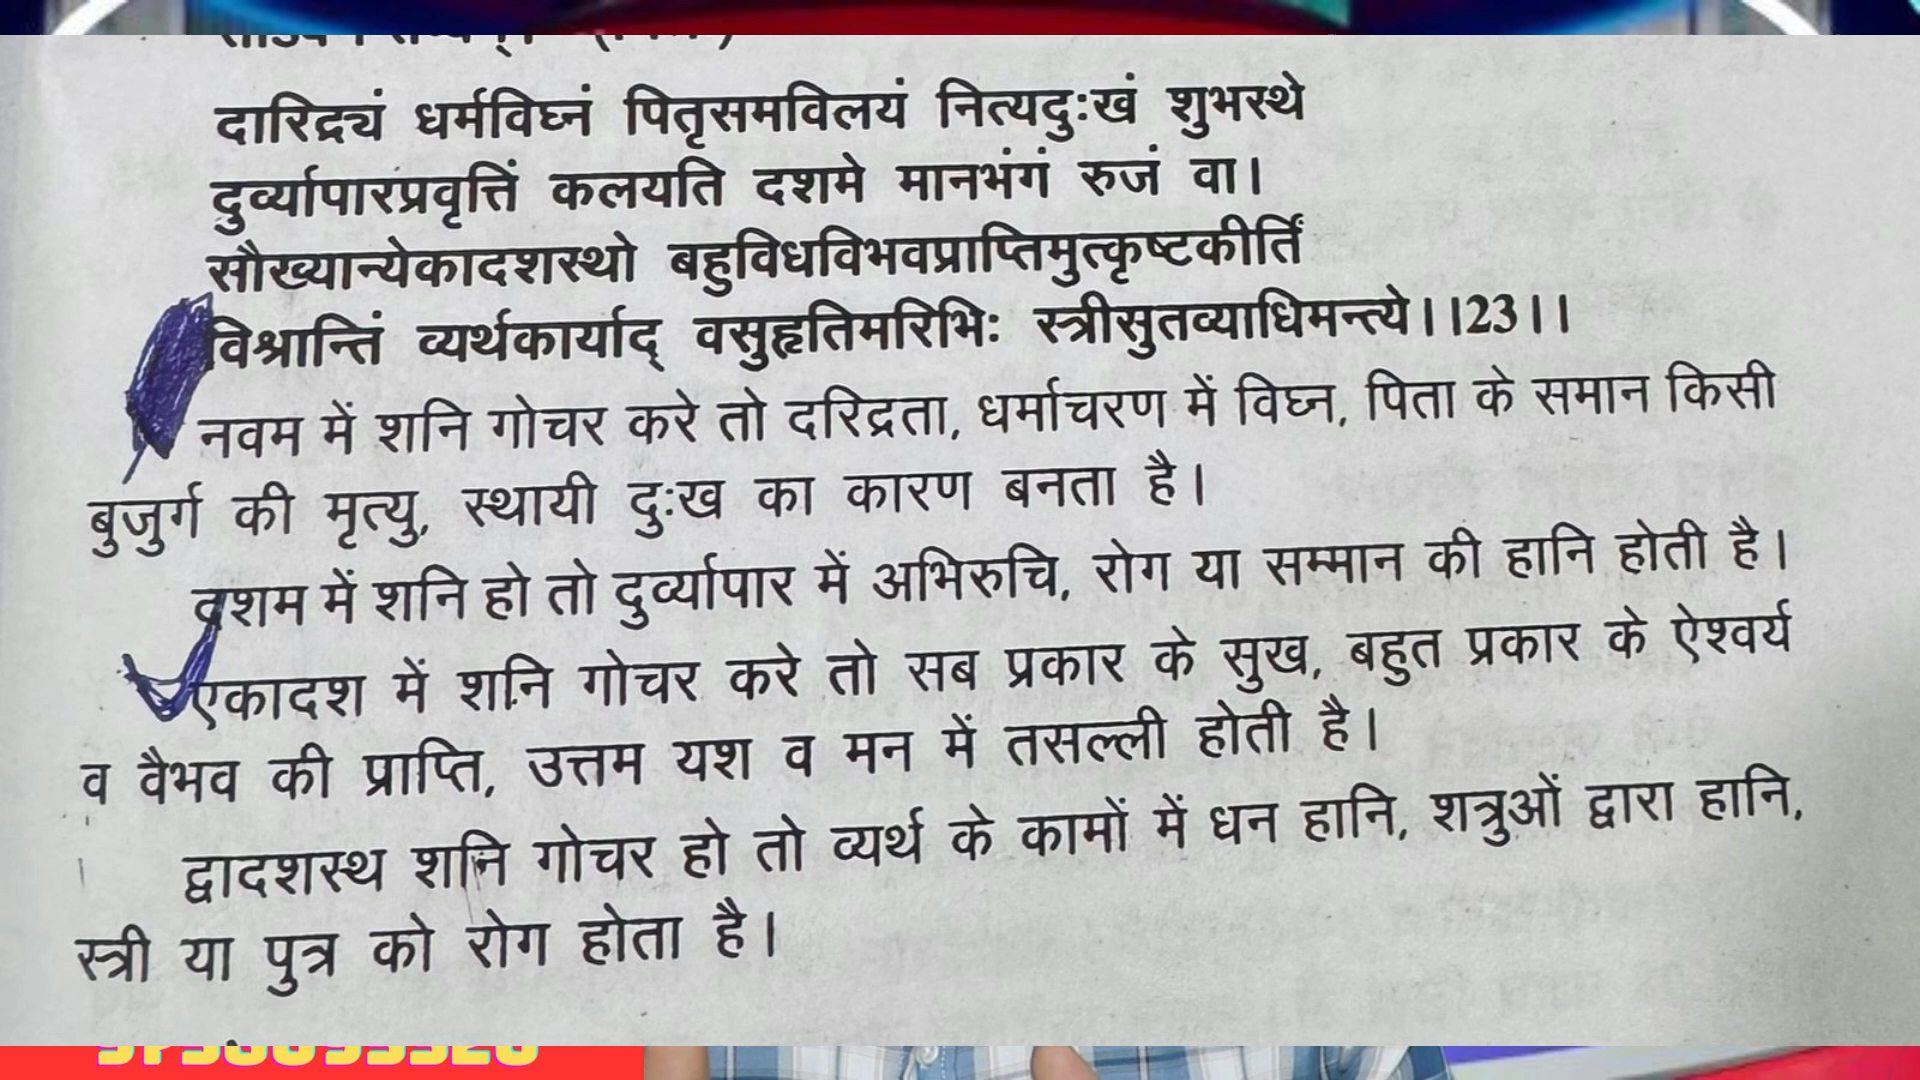 दारिद्र्यं धर्मविघ्नं पितृसमविलयं नित्यदुःखं शुभस्थे
दुर्व्यापारप्रवृत्तिं कलयति दशमे मानभंगं रुजं वा।
सौख्यान्येकादशस्थो बहुविधविभवप्राप्तिमुत्कृष्टकीर्तिं
विश्रान्तिं व्यर्थकार्याद् वसुहृतिमरिभिः स्त्रीसुतव्याधिमन्त्ये।।23।।
नवम में शनि गोचर करे तो दरिद्रता, धर्माचरण में विघ्न, पिता के समान किसी
बुजुर्ग की मृत्यु, स्थायी दुःख का कारण बनता है।
दशम में शनि हो तो दुर्व्यापार में अभिरुचि, रोग या सम्मान की हानि होती है।
एकादश में शनि गोचर करे तो सब प्रकार के सुख, बहुत प्रकार के ऐश्वर्य
व वैभव की प्राप्ति, उत्तम यश व मन में तसल्ली होती है।
द्वादशस्थ शनि गोचर हो तो व्यर्थ के कामों में धन हानि, शत्रुओं द्वारा हानि,
स्त्री या पुत्र को रोग होता है।